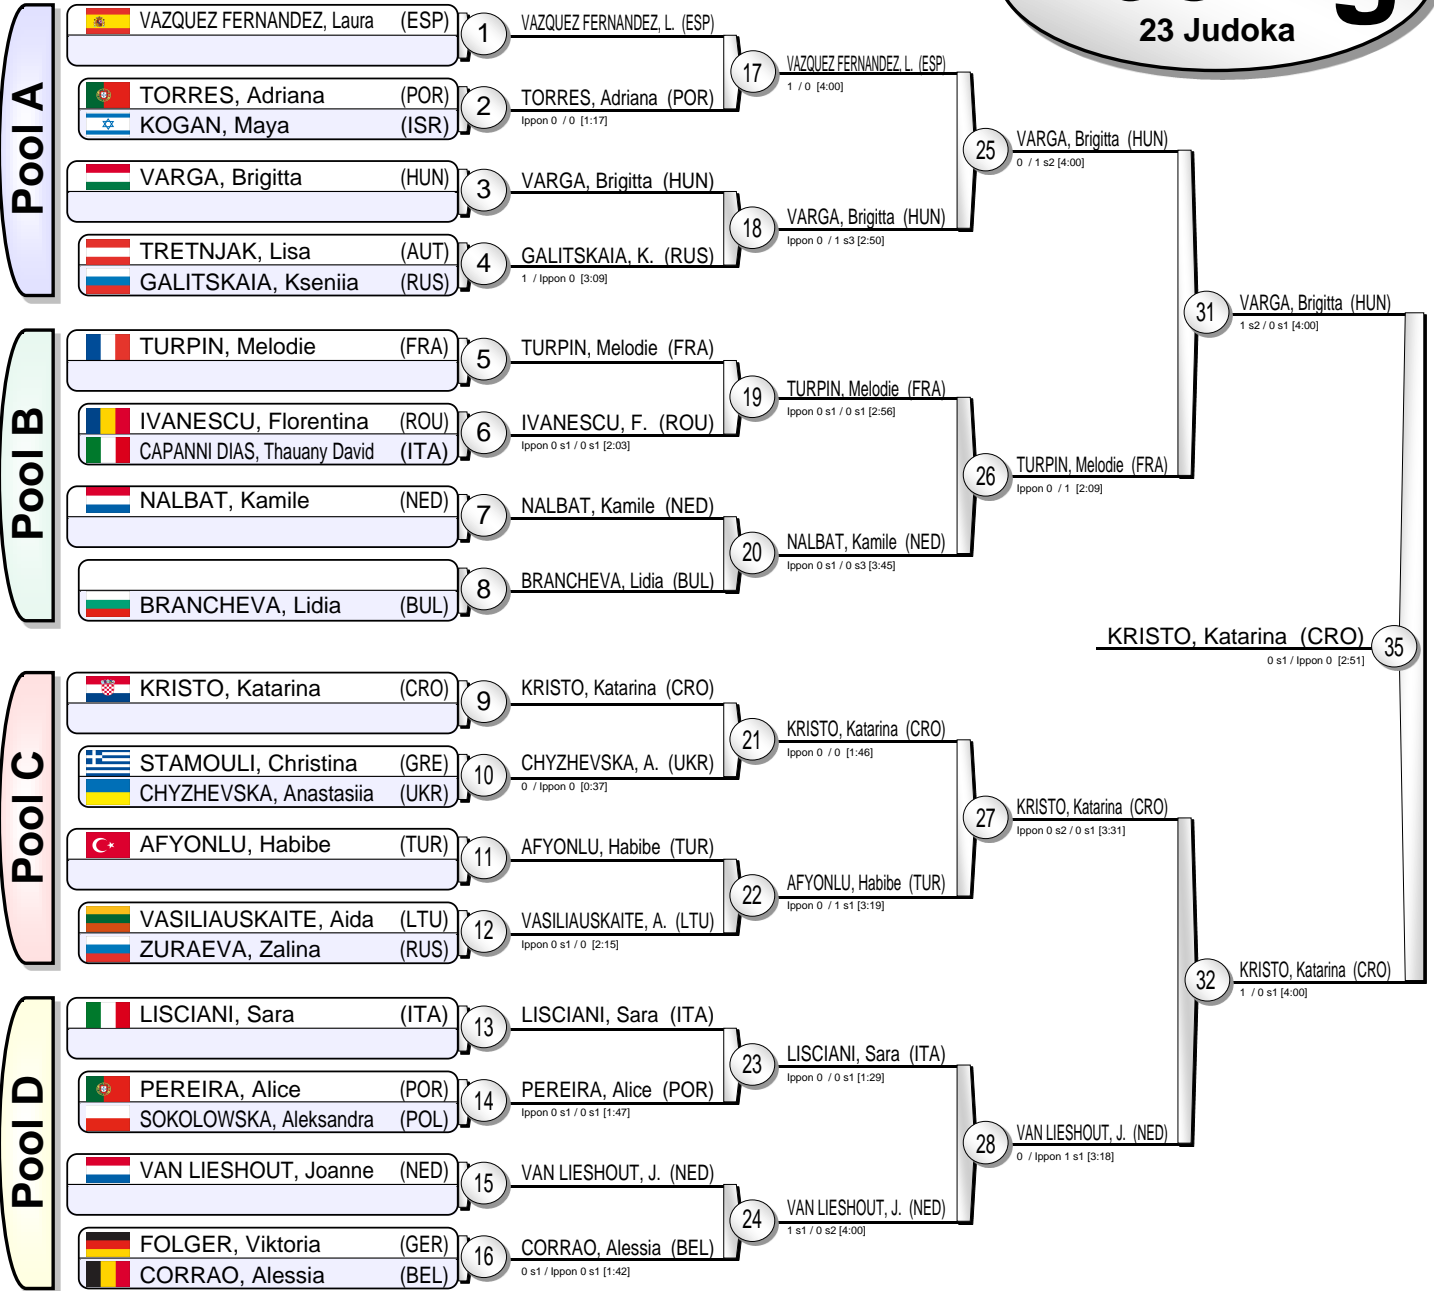 23 Judoka
Pool A
VAZQUEZ FERNANDEZ, Laura (ESP)
1
VAZQUEZ FERNANDEZ, L. (ESP)
TORRES, Adriana (POR)
KOGAN, Maya (ISR)
2
TORRES, Adriana (POR)
Ippon 0 / 0 [1:17]
17
VAZQUEZ FERNANDEZ, L. (ESP)
1 / 0 [4:00]
VARGA, Brigitta (HUN)
3
VARGA, Brigitta (HUN)
TRETNJAK, Lisa (AUT)
GALITSKAIA, Kseniia (RUS)
4
GALITSKAIA, K. (RUS)
1 / Ippon 0 [3:09]
18
VARGA, Brigitta (HUN)
Ippon 0 / 1 s3 [2:50]
25
VARGA, Brigitta (HUN)
0 / 1 s2 [4:00]
Pool B
TURPIN, Melodie (FRA)
5
TURPIN, Melodie (FRA)
IVANESCU, Florentina (ROU)
CAPANNI DIAS, Thauany David (ITA)
6
IVANESCU, F. (ROU)
Ippon 0 s1 / 0 s1 [2:03]
19
TURPIN, Melodie (FRA)
Ippon 0 s1 / 0 s1 [2:56]
NALBAT, Kamile (NED)
7
NALBAT, Kamile (NED)
BRANCHEVA, Lidia (BUL)
8
BRANCHEVA, Lidia (BUL)
20
NALBAT, Kamile (NED)
Ippon 0 s1 / 0 s3 [3:45]
26
TURPIN, Melodie (FRA)
Ippon 0 / 1 [2:09]
31
VARGA, Brigitta (HUN)
1 s2 / 0 s1 [4:00]
KRISTO, Katarina (CRO)
0 s1 / Ippon 0 [2:51]
35
Pool C
KRISTO, Katarina (CRO)
9
KRISTO, Katarina (CRO)
STAMOULI, Christina (GRE)
CHYZHEVSKA, Anastasiia (UKR)
10
CHYZHEVSKA, A. (UKR)
0 / Ippon 0 [0:37]
21
KRISTO, Katarina (CRO)
Ippon 0 / 0 [1:46]
AFYONLU, Habibe (TUR)
11
AFYONLU, Habibe (TUR)
VASILIAUSKAITE, Aida (LTU)
ZURAEVA, Zalina (RUS)
12
VASILIAUSKAITE, A. (LTU)
Ippon 0 s1 / 0 [2:15]
22
AFYONLU, Habibe (TUR)
Ippon 0 / 1 s1 [3:19]
27
KRISTO, Katarina (CRO)
Ippon 0 s2 / 0 s1 [3:31]
Pool D
LISCIANI, Sara (ITA)
13
LISCIANI, Sara (ITA)
PEREIRA, Alice (POR)
SOKOLOWSKA, Aleksandra (POL)
14
PEREIRA, Alice (POR)
Ippon 0 s1 / 0 s1 [1:47]
23
LISCIANI, Sara (ITA)
Ippon 0 / 0 s1 [1:29]
VAN LIESHOUT, Joanne (NED)
15
VAN LIESHOUT, J. (NED)
FOLGER, Viktoria (GER)
CORRAO, Alessia (BEL)
16
CORRAO, Alessia (BEL)
0 s1 / Ippon 0 s1 [1:42]
24
VAN LIESHOUT, J. (NED)
1 s1 / 0 s2 [4:00]
28
VAN LIESHOUT, J. (NED)
0 / Ippon 1 s1 [3:18]
32
KRISTO, Katarina (CRO)
1 / 0 s1 [4:00]